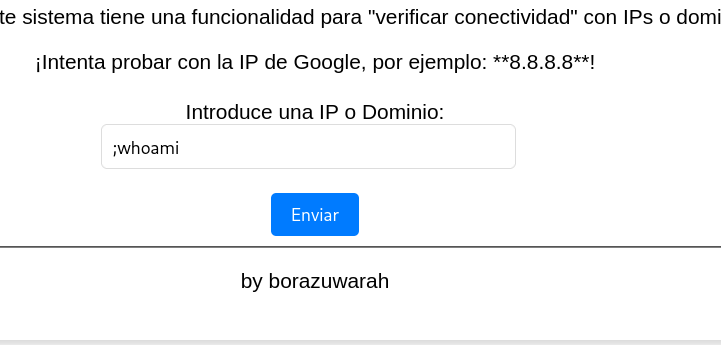 te sistema tiene una funcionalidad para "verificar conectividad" con IPs o domi
¡Intenta probar con la IP de Google, por ejemplo: **8.8.8.8**!
Introduce una IP o Dominio:
;whoami
Enviar
by borazuwarah